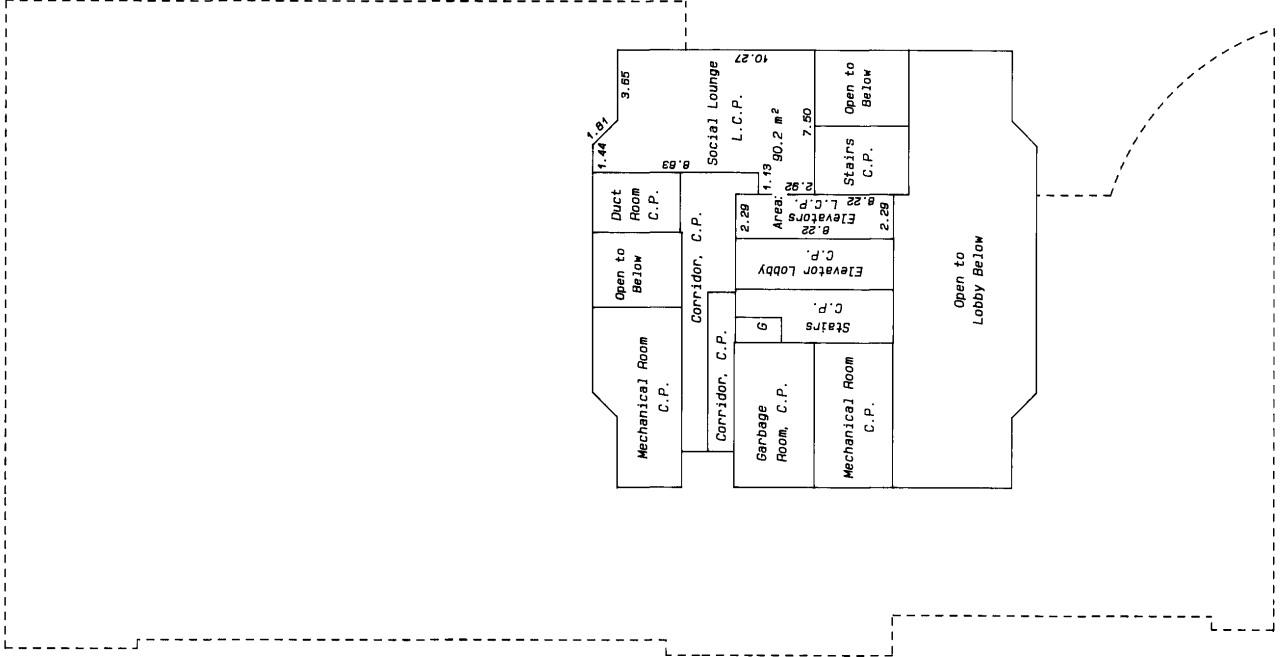 10.27
3.65
1.81
1.44
8.63
Social Lounge
L.C.P.
Area:
90.2 m²
7.50
1.13
2.92
Open to
Below
Stairs
C.P.
Duct
Room
C.P.
2.29
8.22
Elevators
L.C.P.
8.22
2.29
Open to
Below
Corridor, C.P.
Elevator Lobby
C.P.
Open to
Lobby Below
Stairs
C.P.
G
Mechanical Room
C.P.
Corridor, C.P.
Garbage
Room, C.P.
Mechanical Room
C.P.